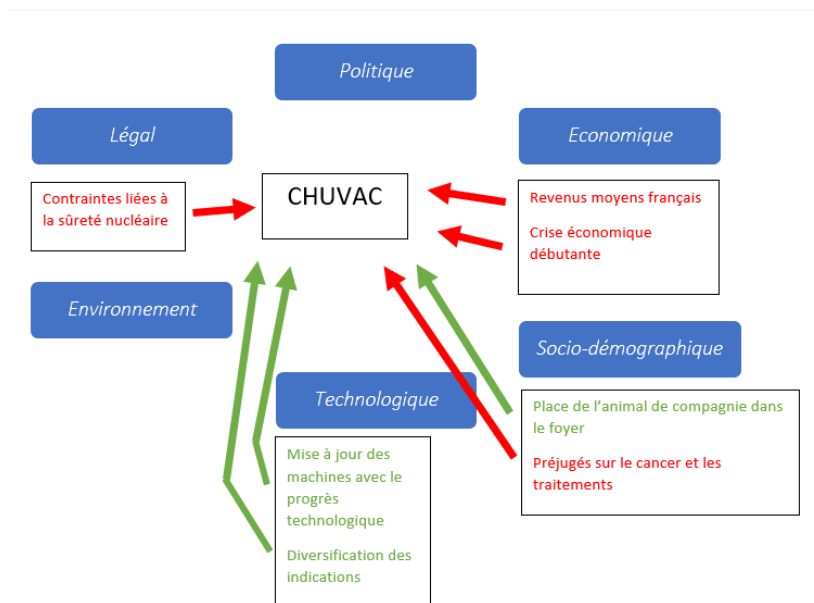 Politique
Légal
Economique
Contraintes liées à
la sûreté nucléaire
CHUVAC
Revenus moyens français
Crise économique
débutante
Environnement
Socio-démographique
Technologique
Place de l’animal de compagnie dans
le foyer
Préjugés sur le cancer et les
traitements
Mise à jour des
machines avec le
progrès
technologique
Diversification des
indications